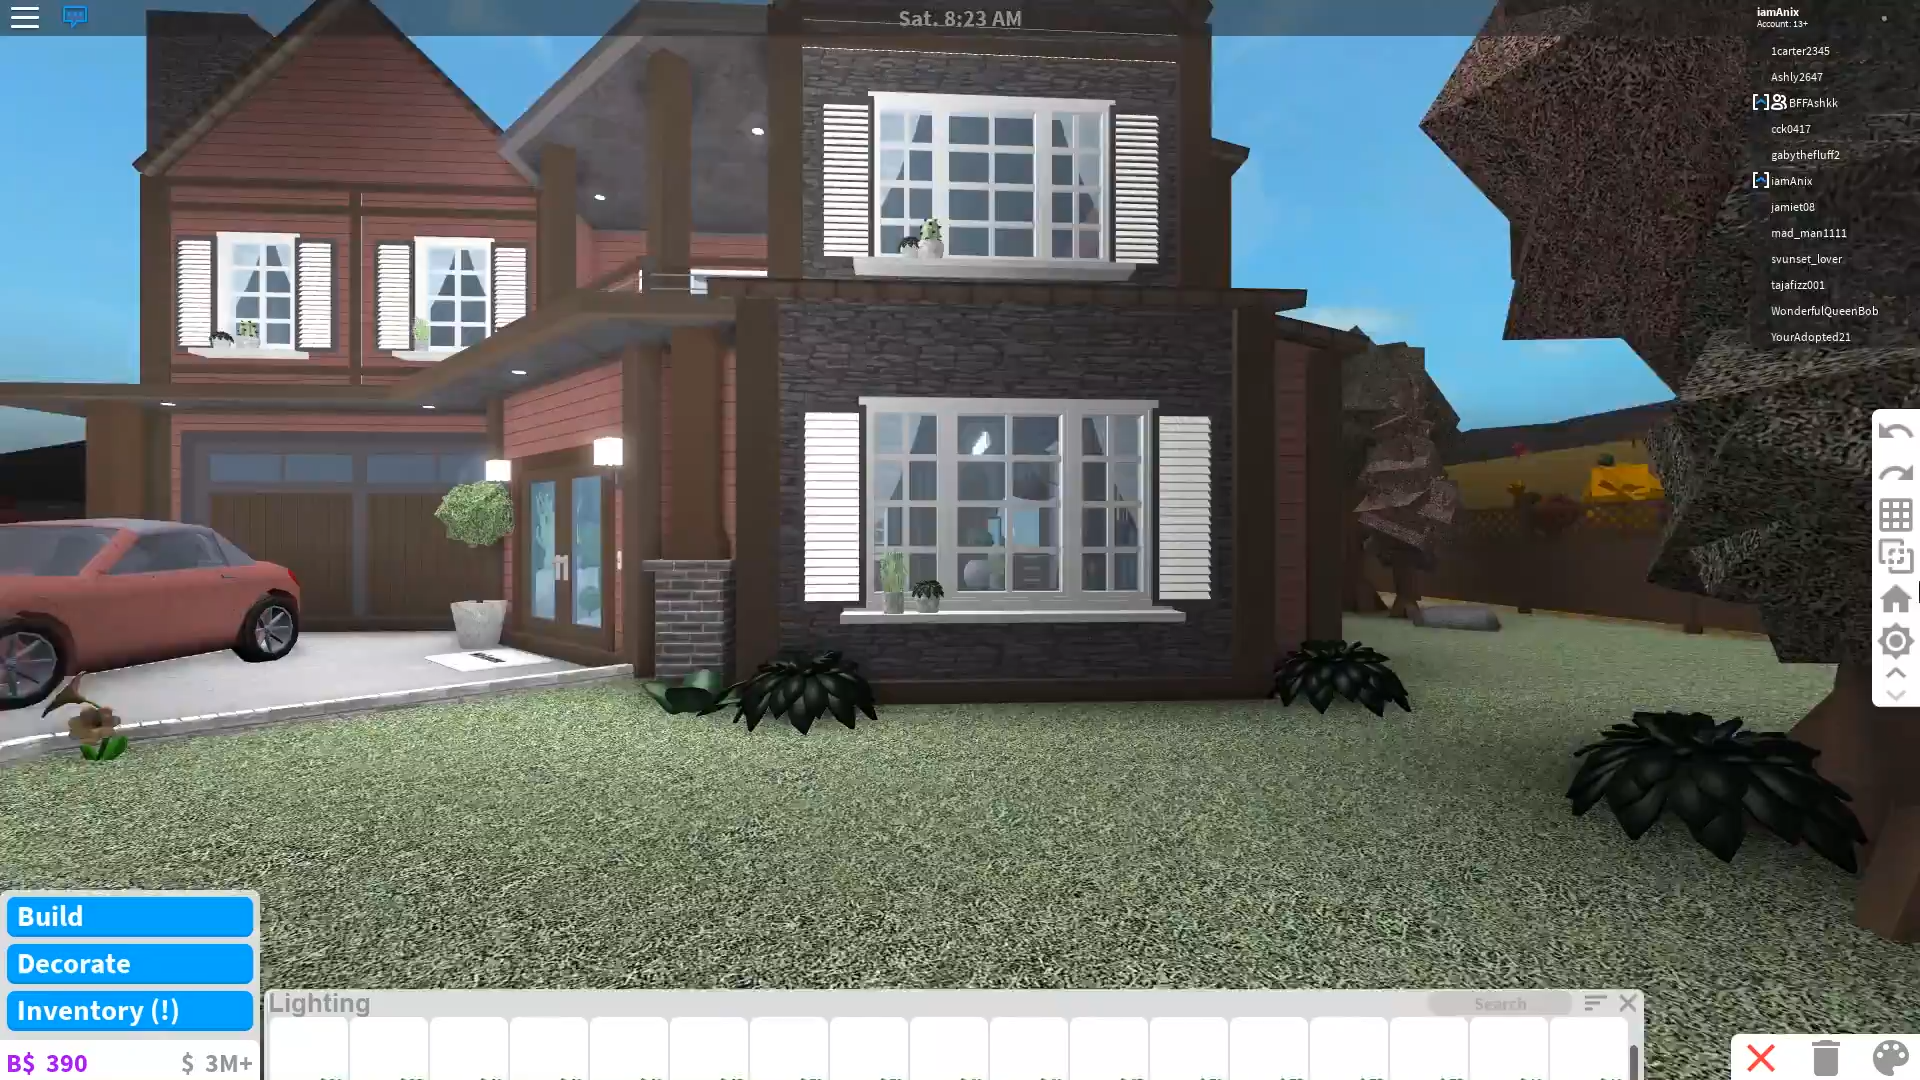 Sat. 8:23 AM
iamAnix
Account: 13+
1carter2345
Ashly2647
BFFAshkk
cck0417
gabythefluff2
iamAnix
jamiet08
mad_man1111
svunset_lover
tajafizz001
WonderfulQueenBob
YourAdopted21
Build
Decorate
Inventory (!)
B$ 390
$ 3M+
Lighting
Search